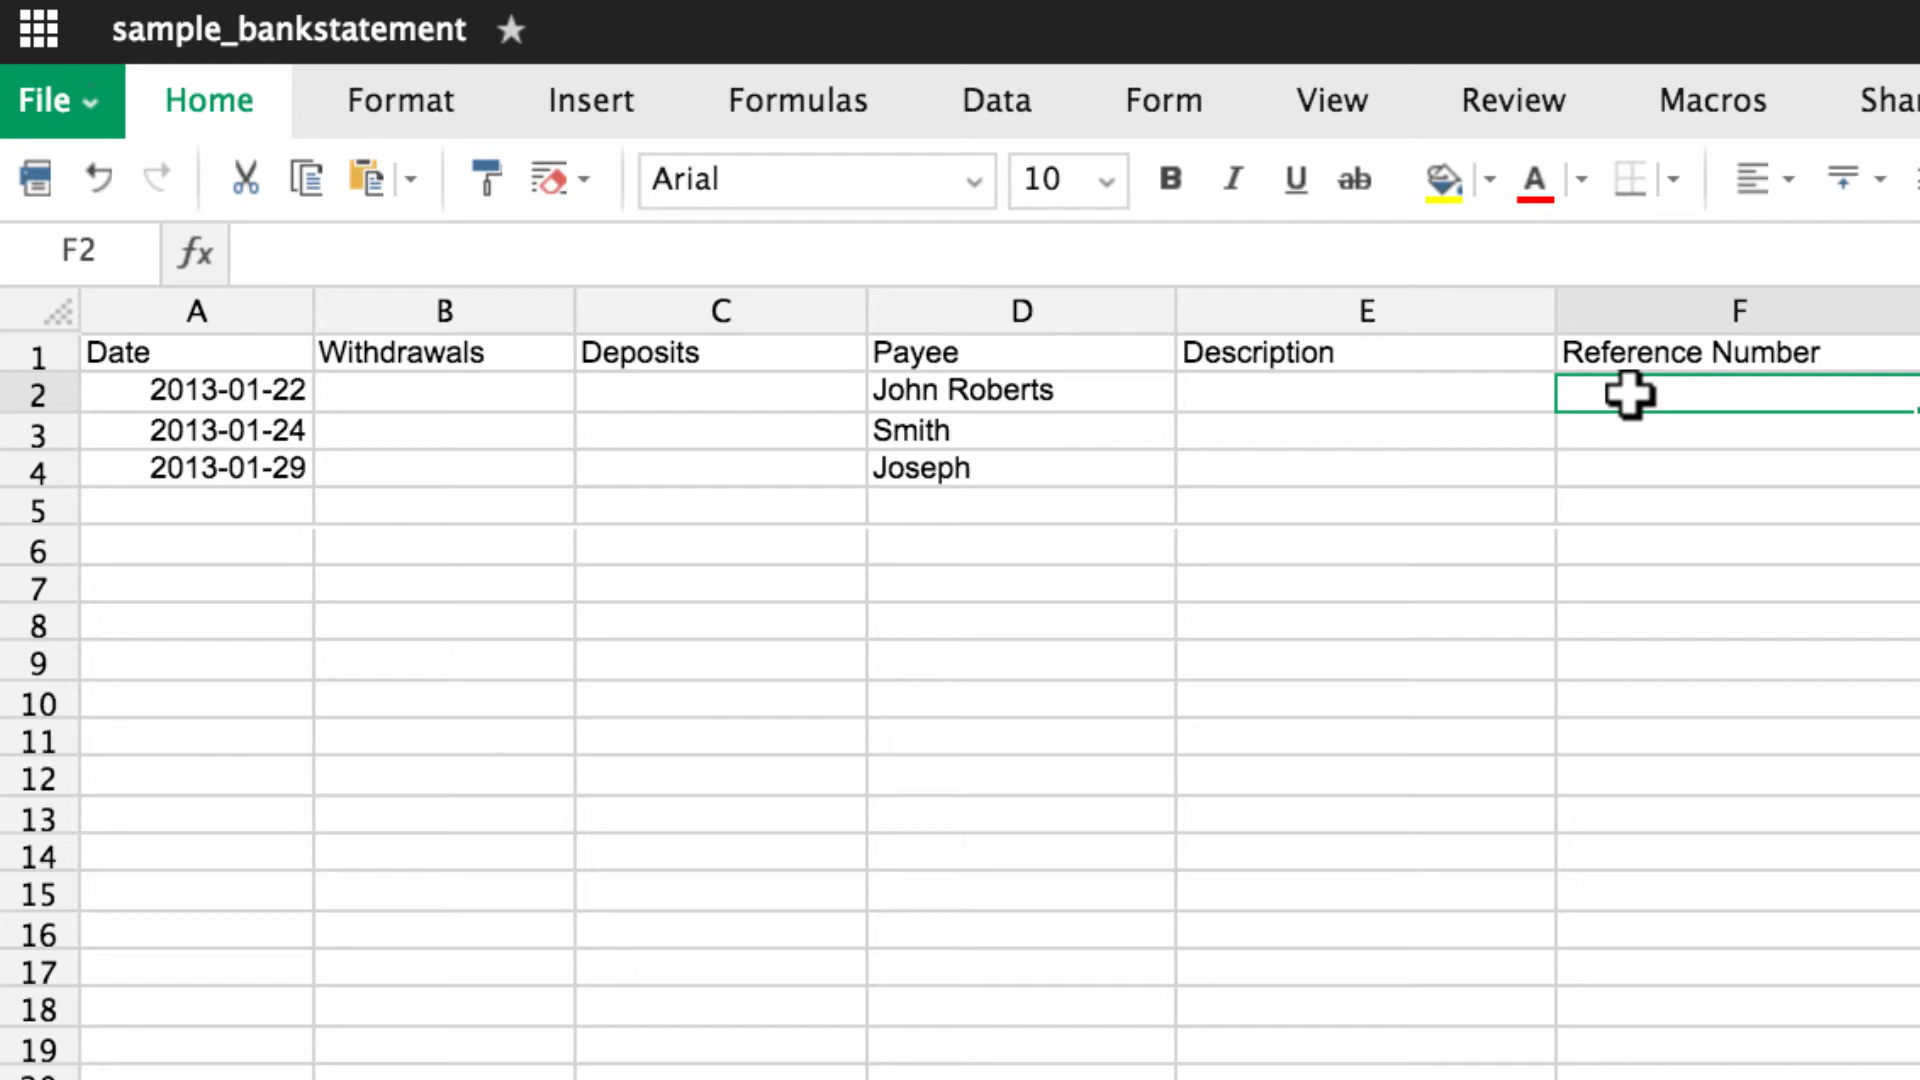 sample_bankstatement
File Home Format Insert Formulas Data Form View Review Macros
Arial 10 B I U ab A
F2 fx
A B C D E F
1 Date Withdrawals Deposits Payee Description Reference Number
2 2013-01-22 John Roberts
3 2013-01-24 Smith
4 2013-01-29 Joseph
5
6
7
8
9
10
11
12
13
14
15
16
17
18
19